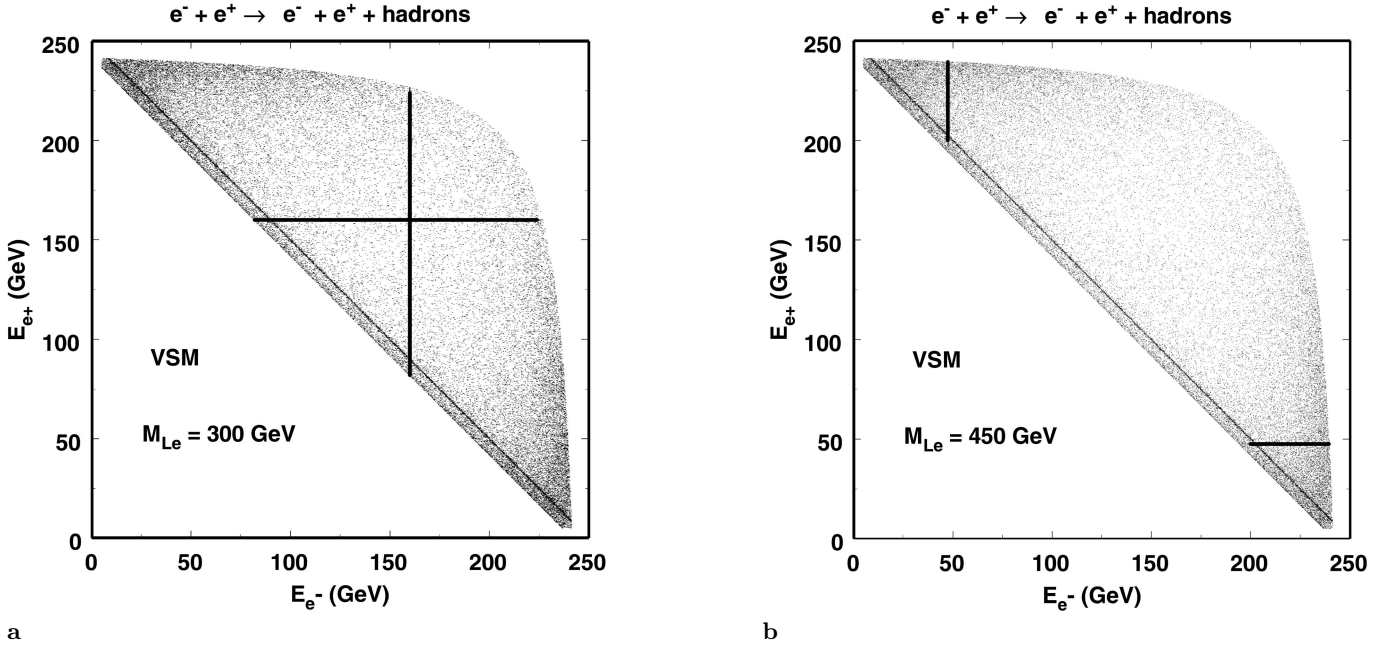 e⁻ + e⁺ → e⁻ + e⁺ + hadrons
250
200
150
100
50
0
E_e+ (GeV)
VSM
M_Le = 300 GeV
0 50 100 150 200 250
E_e- (GeV)
a
e⁻ + e⁺ → e⁻ + e⁺ + hadrons
250
200
150
100
50
0
E_e+ (GeV)
VSM
M_Le = 450 GeV
0 50 100 150 200 250
E_e- (GeV)
b